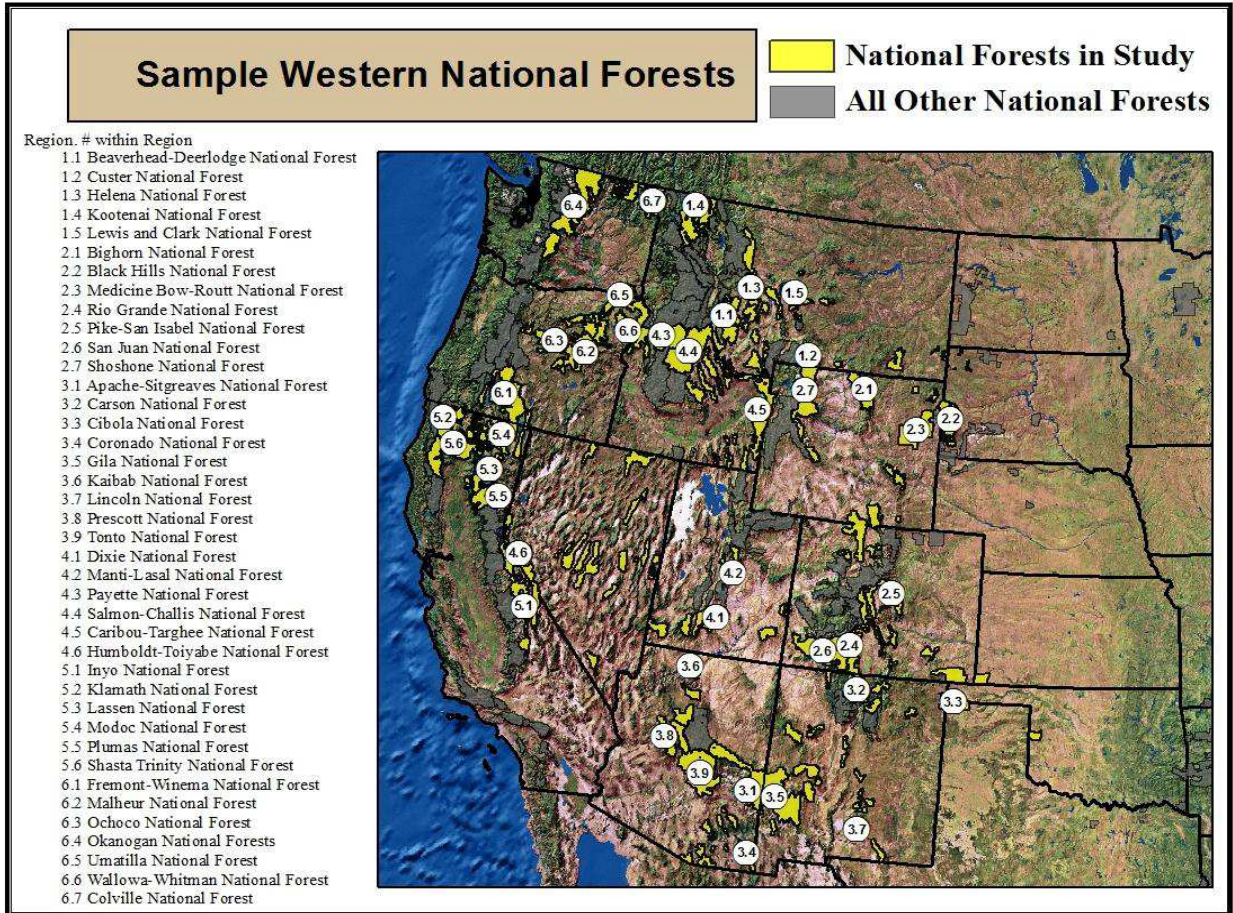 Sample Western National Forests
National Forests in Study
All Other National Forests
Region. # within Region
1.1 Beaverhead-Deerlodge National Forest
1.2 Custer National Forest
1.3 Helena National Forest
1.4 Kootenai National Forest
1.5 Lewis and Clark National Forest
2.1 Bighorn National Forest
2.2 Black Hills National Forest
2.3 Medicine Bow-Routt National Forest
2.4 Rio Grande National Forest
2.5 Pike-San Isabel National Forest
2.6 San Juan National Forest
2.7 Shoshone National Forest
3.1 Apache-Sitgreaves National Forest
3.2 Carson National Forest
3.3 Cibola National Forest
3.4 Coronado National Forest
3.5 Gila National Forest
3.6 Kaibab National Forest
3.7 Lincoln National Forest
3.8 Prescott National Forest
3.9 Tonto National Forest
4.1 Dixie National Forest
4.2 Manti-Lasal National Forest
4.3 Payette National Forest
4.4 Salmon-Challis National Forest
4.5 Caribou-Targhee National Forest
4.6 Humboldt-Toiyabe National Forest
5.1 Inyo National Forest
5.2 Klamath National Forest
5.3 Lassen National Forest
5.4 Modoc National Forest
5.5 Plumas National Forest
5.6 Shasta Trinity National Forest
6.1 Fremont-Winema National Forest
6.2 Malheur National Forest
6.3 Ochoco National Forest
6.4 Okanogan National Forests
6.5 Umatilla National Forest
6.6 Wallowa-Whitman National Forest
6.7 Colville National Forest
6.4
6.7
1.4
6.5
1.3
1.5
1.1
6.3
6.2
6.6
4.3
4.4
1.2
6.1
4.5
2.7
2.1
5.2
5.6
5.4
2.3
2.2
5.3
5.5
4.6
4.2
5.1
4.1
2.5
2.6
2.4
3.6
3.2
3.3
3.8
3.9
3.1
3.5
3.7
3.4